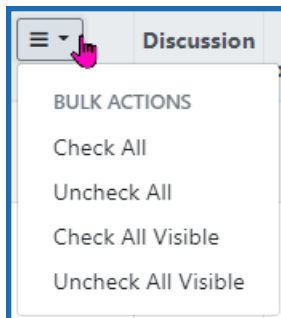 Discussion
BULK ACTIONS
Check All
Uncheck All
Check All Visible
Uncheck All Visible